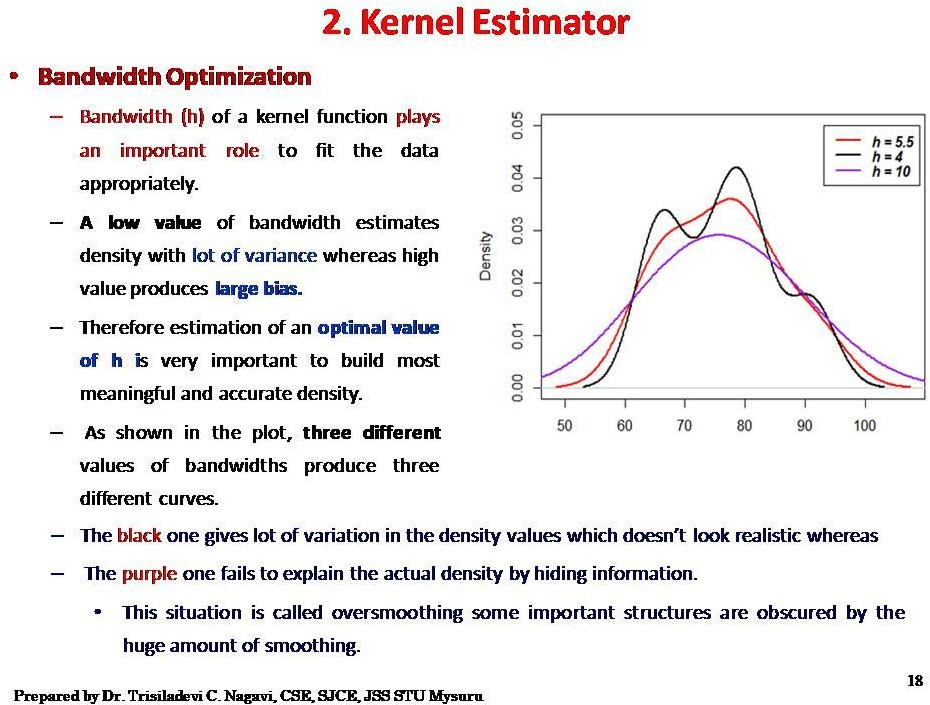 2. Kernel Estimator
• Bandwidth Optimization
– Bandwidth (h) of a kernel function plays
an important role to fit the data
appropriately.
– A low value of bandwidth estimates
density with lot of variance whereas high
value produces large bias.
– Therefore estimation of an optimal value
of h is very important to build most
meaningful and accurate density.
– As shown in the plot, three different
values of bandwidths produce three
different curves.
– The black one gives lot of variation in the density values which doesn't look realistic whereas
– The purple one fails to explain the actual density by hiding information.
• This situation is called oversmoothing some important structures are obscured by the
huge amount of smoothing.
Density
0.05
0.04
0.03
0.02
0.01
0.00
50 60 70 80 90 100
h = 5.5
h = 4
h = 10
18
Prepared by Dr. Trisiladevi C. Nagavi, CSE, SJCE, JSS STU Mysuru